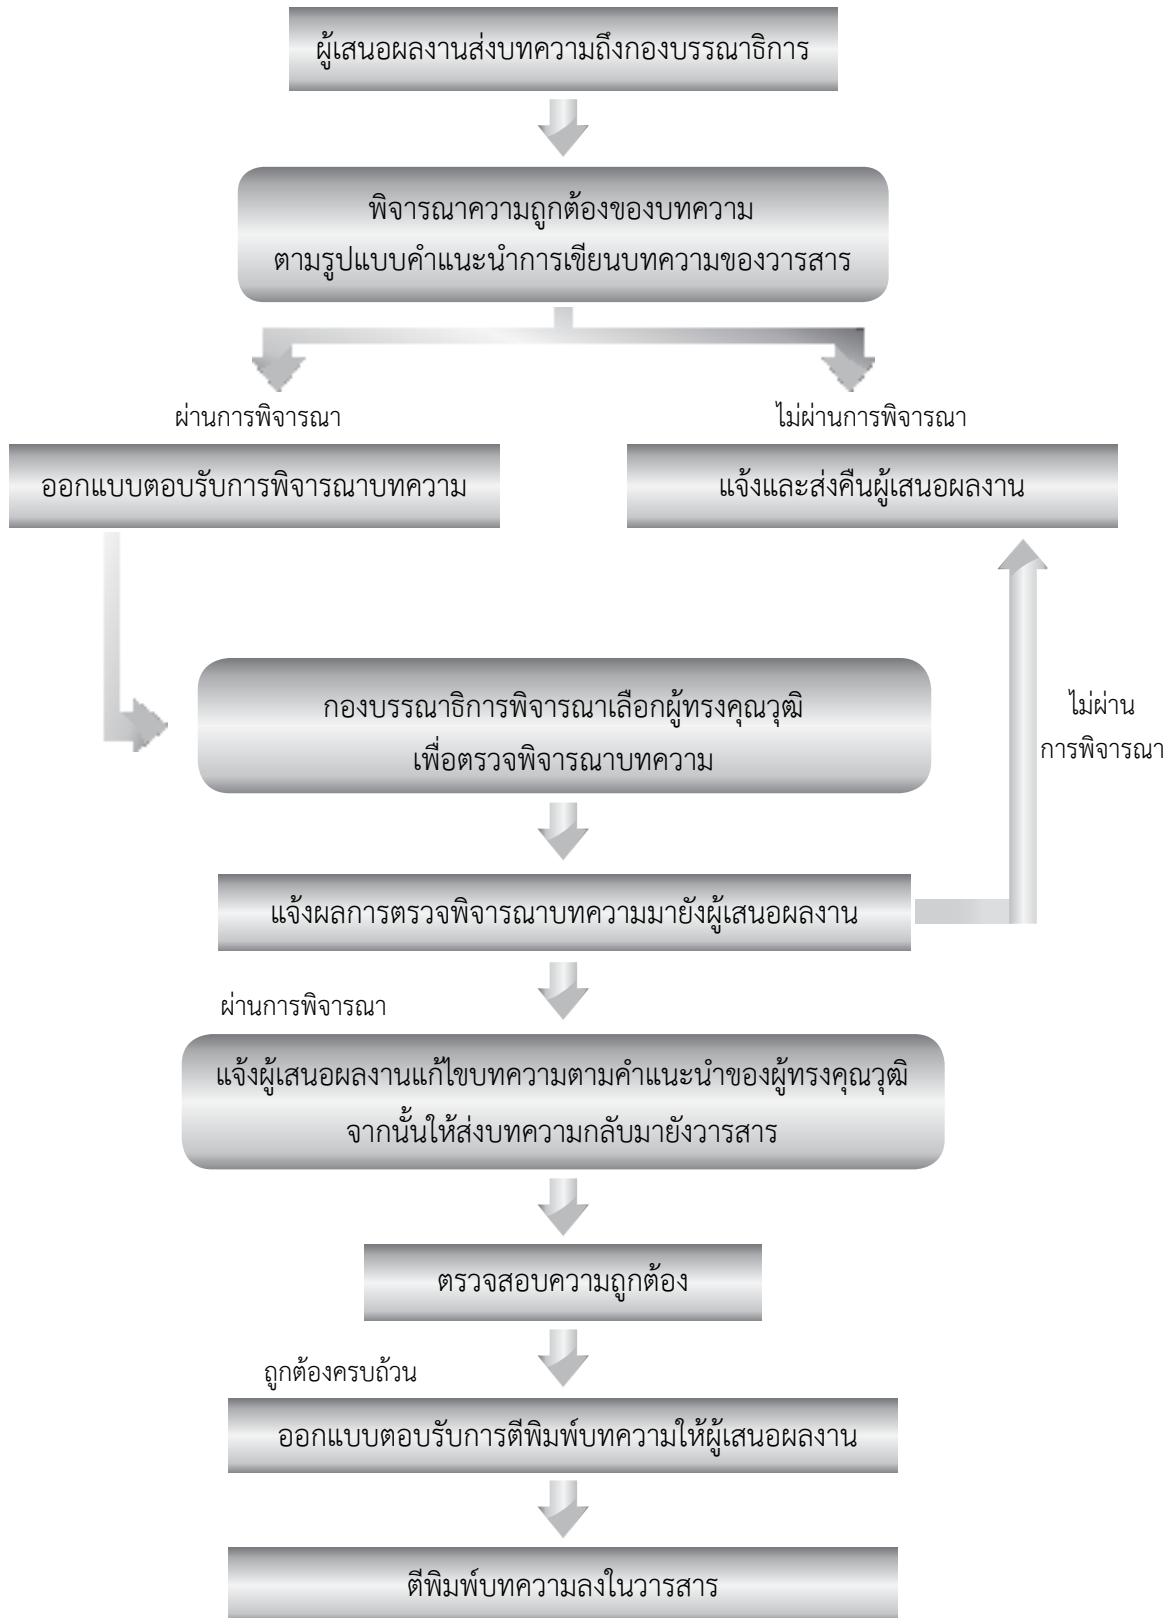 ผู้เสนอผลงานส่งบทความถึงกองบรรณาธิการ
พิจารณาความถูกต้องของบทความ
ตามรูปแบบคำแนะนำการเขียนบทความของวารสาร
ผ่านการพิจารณา
ไม่ผ่านการพิจารณา
ออกแบบตอบรับการพิจารณาบทความ
แจ้งและส่งคืนผู้เสนอผลงาน
กองบรรณาธิการพิจารณาเลือกผู้ทรงคุณวุฒิ
เพื่อตรวจพิจารณาบทความ
ไม่ผ่าน
การพิจารณา
แจ้งผลการตรวจพิจารณาบทความมายังผู้เสนอผลงาน
ผ่านการพิจารณา
แจ้งผู้เสนอผลงานแก้ไขบทความตามคำแนะนำของผู้ทรงคุณวุฒิ
จากนั้นให้ส่งบทความกลับมายังวารสาร
ตรวจสอบความถูกต้อง
ถูกต้องครบถ้วน
ออกแบบตอบรับการตีพิมพ์บทความให้ผู้เสนอผลงาน
ตีพิมพ์บทความลงในวารสาร